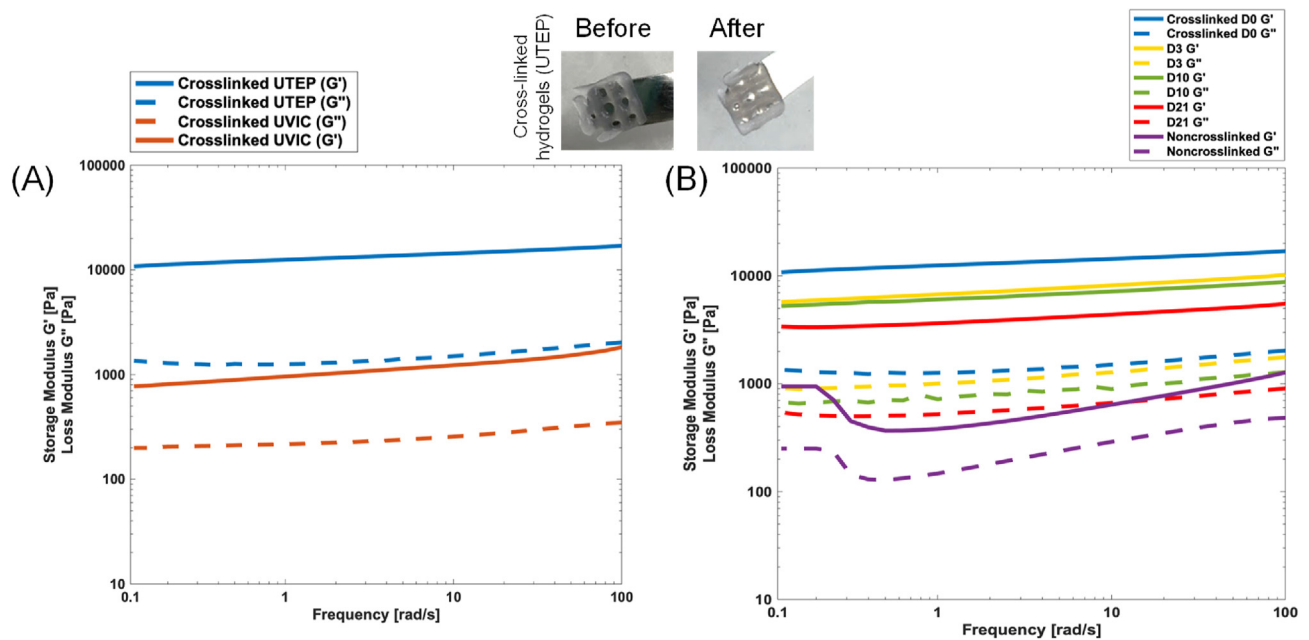 Before
After
Cross-linked
hydrogels (UTEP)
Crosslinked UTEP (G')
Crosslinked UTEP (G")
Crosslinked UVIC (G")
Crosslinked UVIC (G')
Crosslinked D0 G'
Crosslinked D0 G"
D3 G'
D3 G"
D10 G'
D10 G"
D21 G'
D21 G"
Noncrosslinked G'
Noncrosslinked G"
(A)
Storage Modulus G' [Pa]
Loss Modulus G" [Pa]
100000
10000
1000
100
10
0.1
1
10
100
Frequency [rad/s]
(B)
Storage Modulus G' [Pa]
Loss Modulus G" [Pa]
100000
10000
1000
100
10
0.1
1
10
100
Frequency [rad/s]